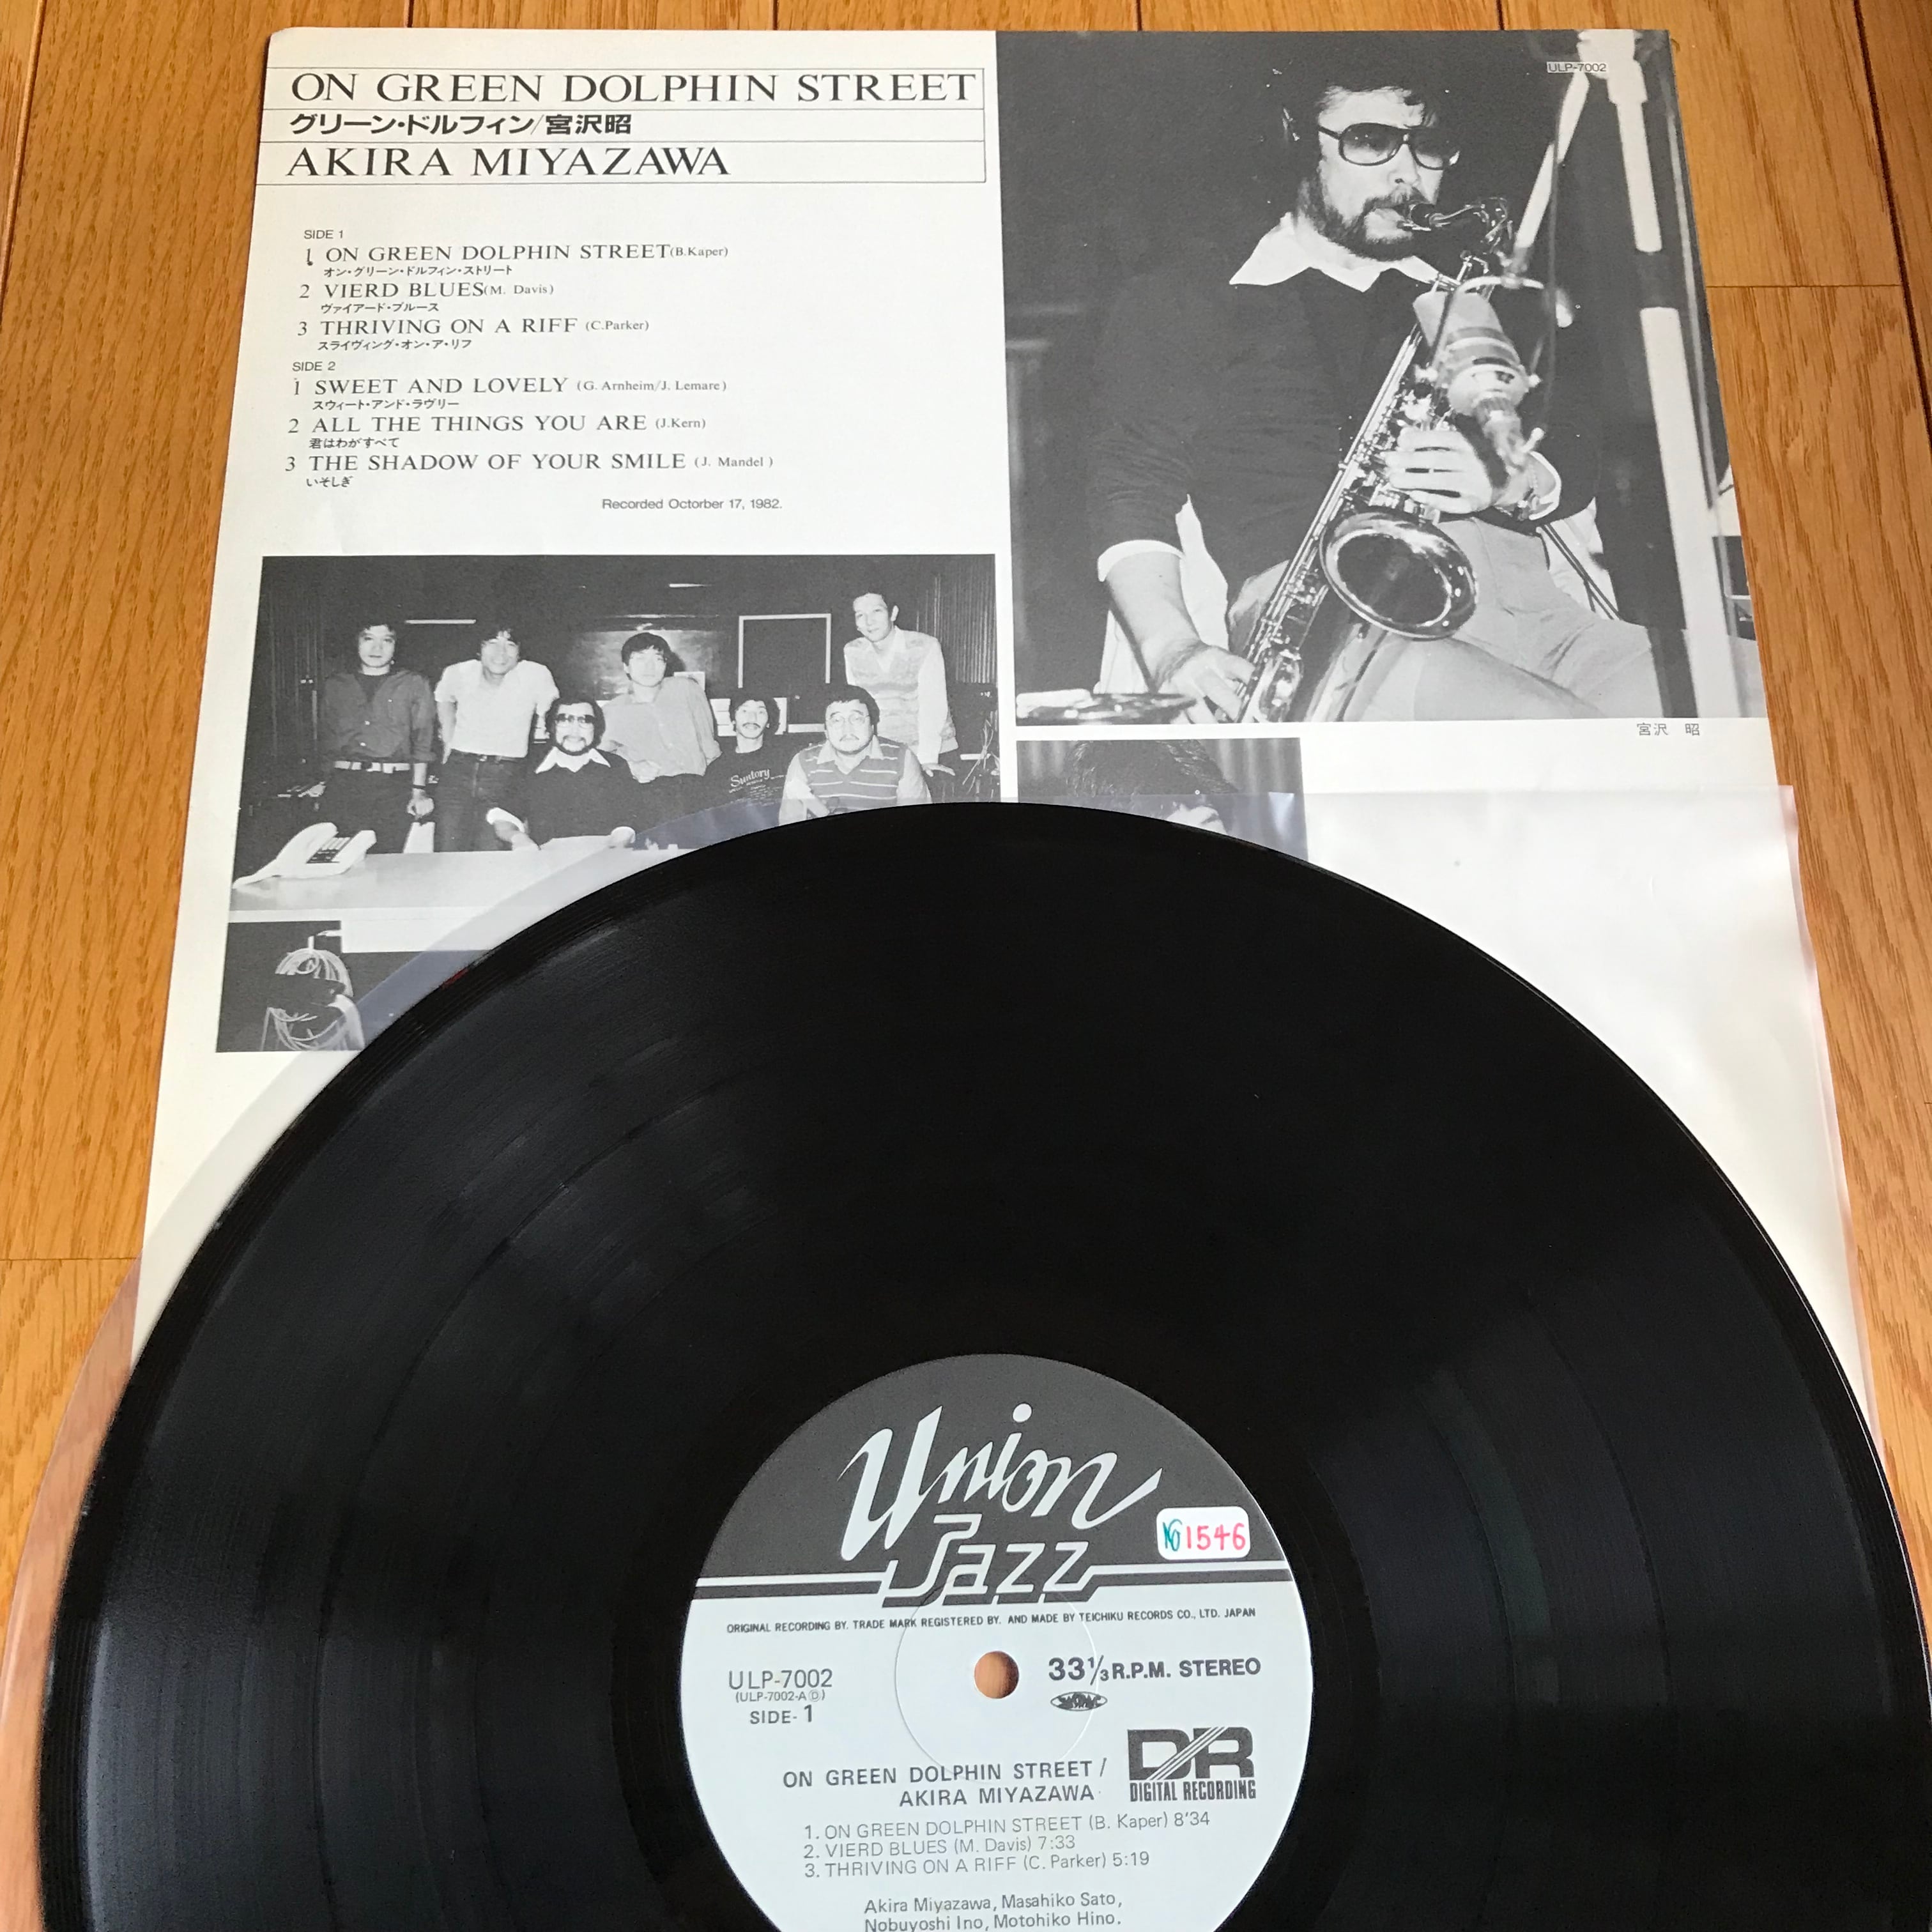 ON GREEN DOLPHIN STREET
グリーン・ドルフィン/宮沢昭
AKIRA MIYAZAWA
ULP-7002
SIDE 1
1 ON GREEN DOLPHIN STREET(B.Kaper)
オン・グリーン・ドルフィン・ストリート
2 VIERD BLUES(M. Davis)
ヴァイアード・ブルース
3 THRIVING ON A RIFF (C.Parker)
スライヴィング・オン・ア・リフ
SIDE 2
1 SWEET AND LOVELY (G. Arnheim/J. Lemare)
スウィート・アンド・ラヴリー
2 ALL THE THINGS YOU ARE (J.Kern)
君はわがすべて
3 THE SHADOW OF YOUR SMILE (J. Mandel)
いそしぎ
Recorded Octorber 17, 1982.
Suntory
宮沢 昭
Union
Jazz
1546
ORIGINAL RECORDING BY. TRADE MARK REGISTERED BY. AND MADE BY TEICHIKU RECORDS CO., LTD. JAPAN
ULP-7002
(ULP-7002-AⒹ)
SIDE-1
33⅓R.P.M. STEREO
DR
DIGITAL RECORDING
ON GREEN DOLPHIN STREET/
AKIRA MIYAZAWA
1. ON GREEN DOLPHIN STREET (B. Kaper) 8'34
2. VIERD BLUES (M. Davis) 7:33
3. THRIVING ON A RIFF (C. Parker) 5:19
Akira Miyazawa, Masahiko Sato,
Nobuyoshi Ino, Motohiko Hino.